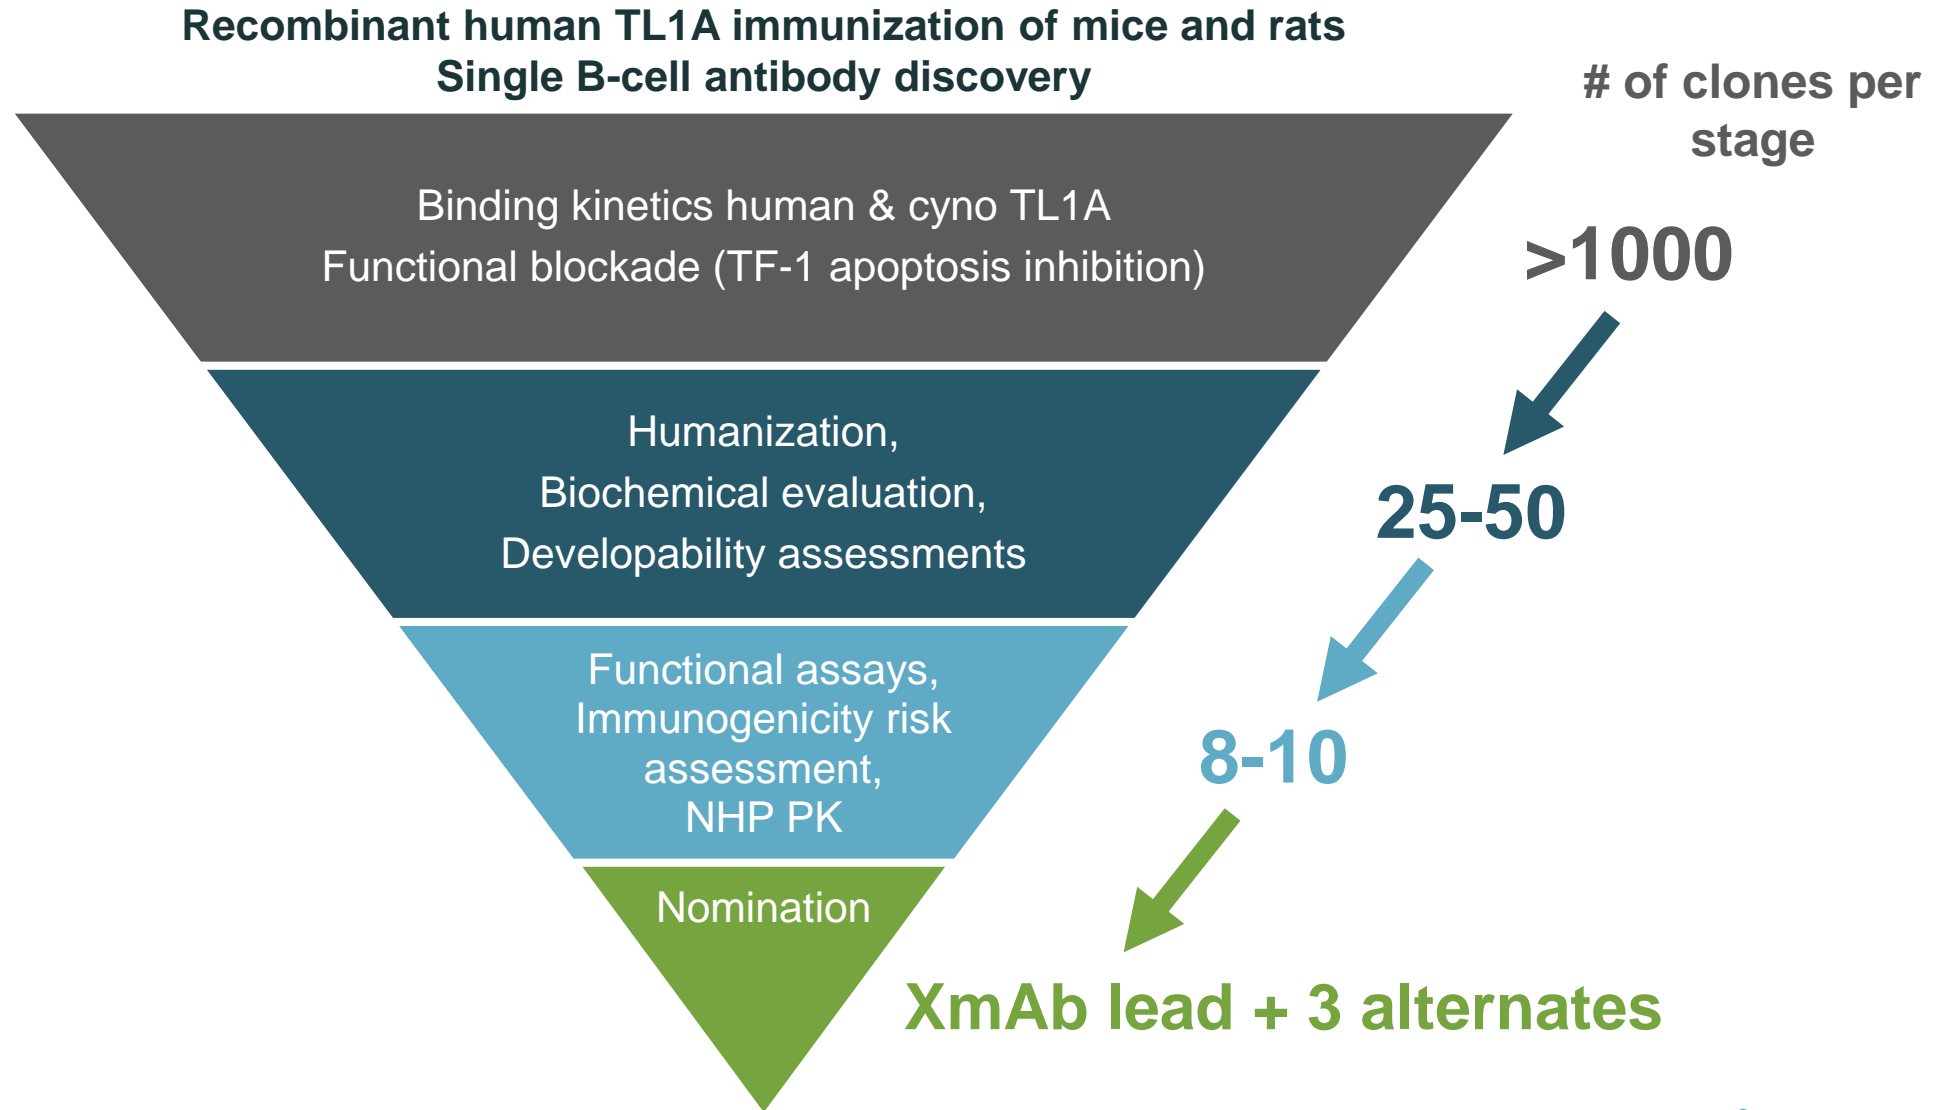 Recombinant human TL1A immunization of mice and rats
Single B-cell antibody discovery
# of clones per
stage
Binding kinetics human & cyno TL1A
Functional blockade (TF-1 apoptosis inhibition)
>1000
Humanization,
Biochemical evaluation,
Developability assessments
25-50
Functional assays,
Immunogenicity risk
assessment,
NHP PK
8-10
Nomination
XmAb lead + 3 alternates